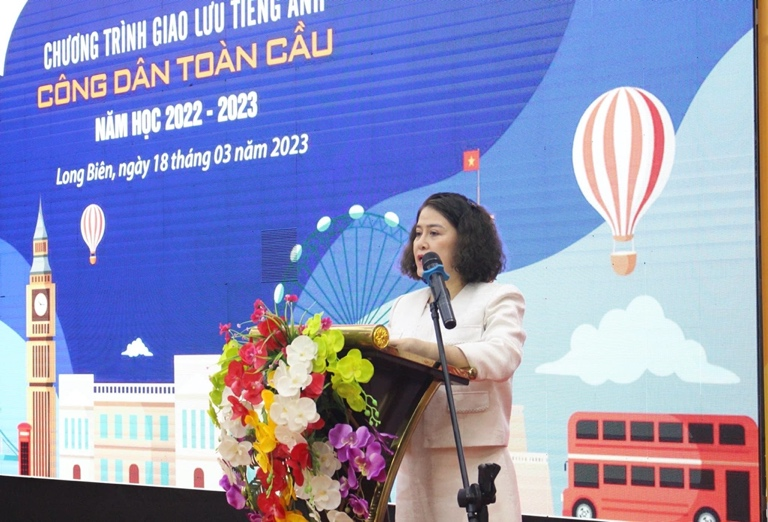 CHƯƠNG TRÌNH GIAO LƯU TIẾNG ANH
CÔNG DÂN TOÀN CẦU
NĂM HỌC 2022 - 2023
Long Biên, ngày 18 tháng 03 năm 2023